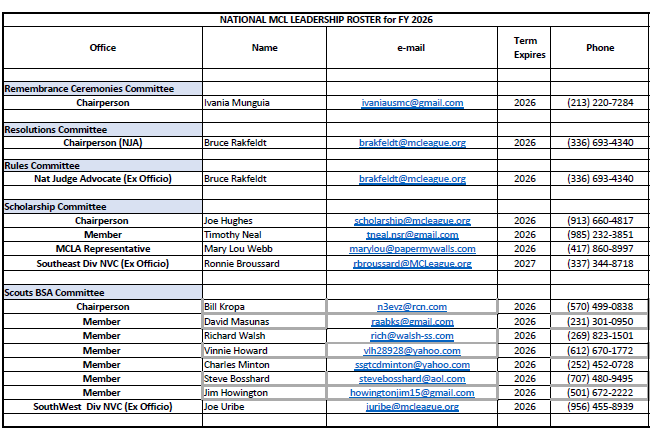 NATIONAL MCL LEADERSHIP ROSTER for FY 2026
Office Name e-mail Term Expires Phone
Remembrance Ceremonies Committee
Chairperson Ivania Munguia ivaniausmc@gmail.com 2026 (213) 220-7284
Resolutions Committee
Chairperson (NJA) Bruce Rakfeldt brakfeldt@mcleague.org 2026 (336) 693-4340
Rules Committee
Nat Judge Advocate (Ex Officio) Bruce Rakfeldt brakfeldt@mcleague.org 2026 (336) 693-4340
Scholarship Committee
Chairperson Joe Hughes scholarship@mcleague.org 2026 (913) 660-4817
Member Timothy Neal tneal.nsr@gmail.com 2026 (985) 232-3851
MCLA Representative Mary Lou Webb marylou@papermywalls.com 2026 (417) 860-8997
Southeast Div NVC (Ex Officio) Ronnie Broussard rbroussard@MCLeague.org 2027 (337) 344-8718
Scouts BSA Committee
Chairperson Bill Kropa n3evz@rcn.com 2026 (570) 499-0838
Member David Masunas raabks@gmail.com 2026 (231) 301-0950
Member Richard Walsh rich@walsh-ss.com 2026 (269) 823-1501
Member Vinnie Howard vlh28928@yahoo.com 2026 (612) 670-1772
Member Charles Minton ssgtcdminton@yahoo.com 2026 (252) 452-0728
Member Steve Bosshard stevebosshard@aol.com 2026 (707) 480-9495
Member Jim Howington howingtonjim15@gmail.com 2026 (501) 672-2222
SouthWest Div NVC (Ex Officio) Joe Uribe juribe@mcleague.org 2026 (956) 455-8939